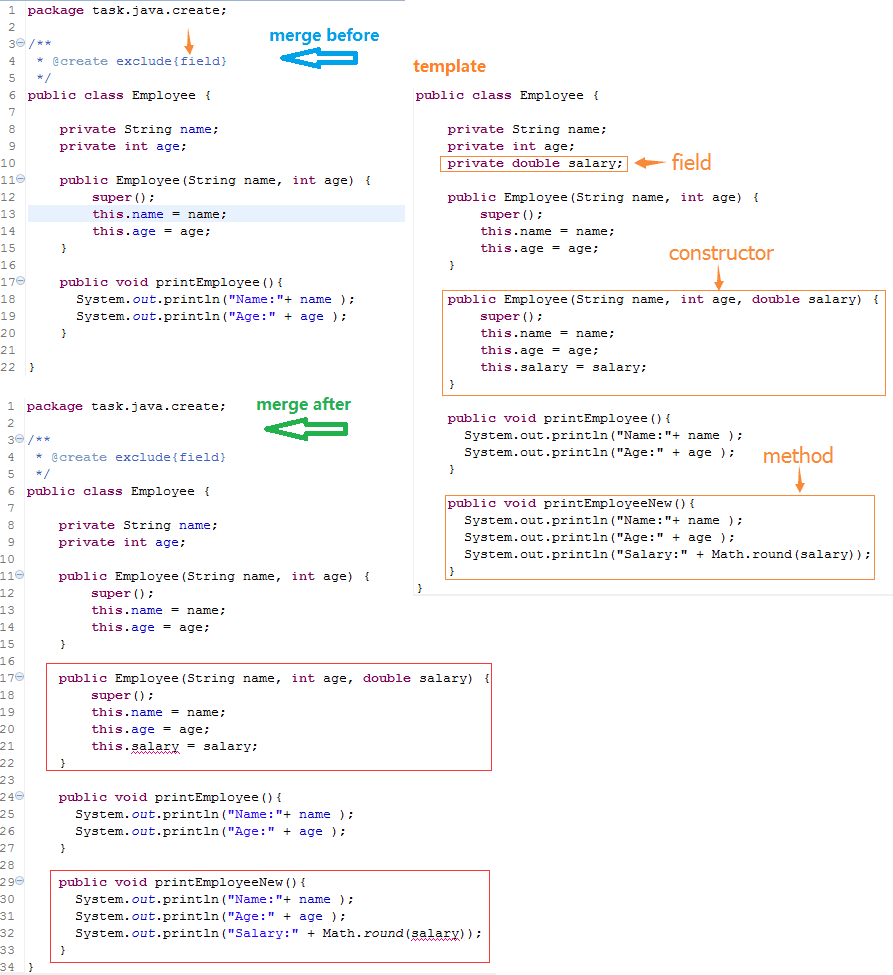 1 package task.java.create;
2
3 /**
4 * @create exclude{field}
5 */
6 public class Employee {
7
8 private String name;
9 private int age;
10
11 public Employee(String name, int age) {
12 super();
13 this.name = name;
14 this.age = age;
15 }
16
17 public void printEmployee(){
18 System.out.println("Name:"+ name );
19 System.out.println("Age:" + age );
20 }
21
22 }
merge before
template
public class Employee {
private String name;
private int age;
private double salary;
field
public Employee(String name, int age) {
super();
this.name = name;
this.age = age;
}
constructor
public Employee(String name, int age, double salary) {
super();
this.name = name;
this.age = age;
this.salary = salary;
}
public void printEmployee(){
System.out.println("Name:"+ name );
System.out.println("Age:" + age );
}
method
public void printEmployeeNew(){
System.out.println("Name:"+ name );
System.out.println("Age:" + age );
System.out.println("Salary:" + Math.round(salary));
}
}
merge after
1 package task.java.create;
2
3 /**
4 * @create exclude{field}
5 */
6 public class Employee {
7
8 private String name;
9 private int age;
10
11 public Employee(String name, int age) {
12 super();
13 this.name = name;
14 this.age = age;
15 }
16
17 public Employee(String name, int age, double salary) {
18 super();
19 this.name = name;
20 this.age = age;
21 this.salary = salary;
22 }
23
24 public void printEmployee(){
25 System.out.println("Name:"+ name );
26 System.out.println("Age:" + age );
27 }
28
29 public void printEmployeeNew(){
30 System.out.println("Name:"+ name );
31 System.out.println("Age:" + age );
32 System.out.println("Salary:" + Math.round(salary));
33 }
34 }